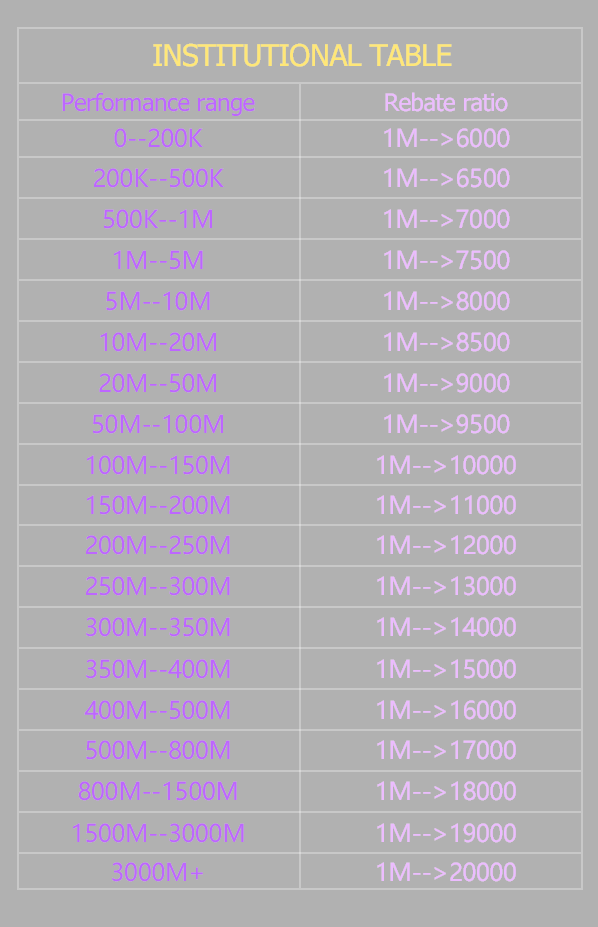 INSTITUTIONAL TABLE
Performance range Rebate ratio
0--200K 1M-->6000
200K--500K 1M-->6500
500K--1M 1M-->7000
1M--5M 1M-->7500
5M--10M 1M-->8000
10M--20M 1M-->8500
20M--50M 1M-->9000
50M--100M 1M-->9500
100M--150M 1M-->10000
150M--200M 1M-->11000
200M--250M 1M-->12000
250M--300M 1M-->13000
300M--350M 1M-->14000
350M--400M 1M-->15000
400M--500M 1M-->16000
500M--800M 1M-->17000
800M--1500M 1M-->18000
1500M--3000M 1M-->19000
3000M+ 1M-->20000